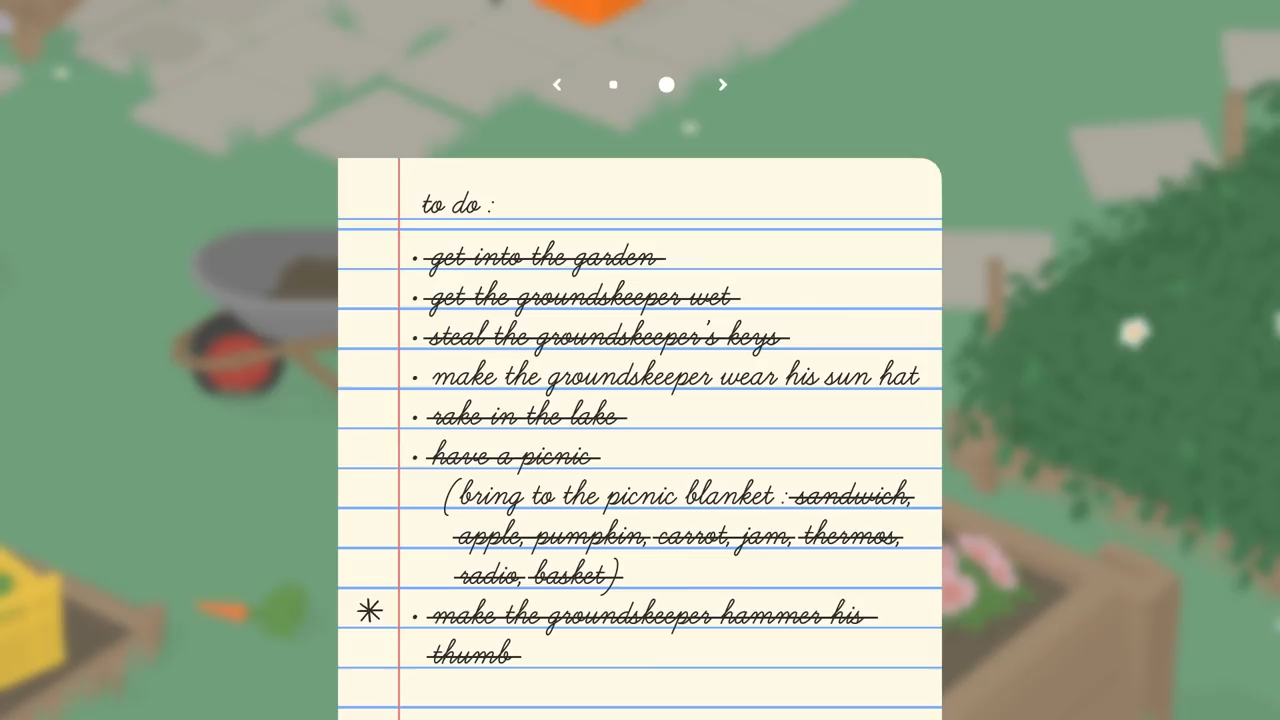 to do :
• get into the garden
• get the groundskeeper wet
• steal the groundskeeper's keys
• make the groundskeeper wear his sun hat
• rake in the lake
• have a picnic
(bring to the picnic blanket : sandwich,
apple, pumpkin, carrot, jam, thermos,
radio, basket)
• make the groundskeeper hammer his
thumb